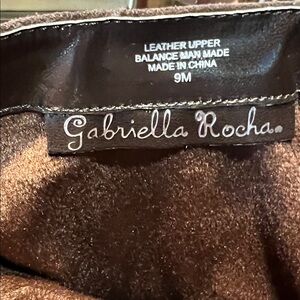 LEATHER UPPER
BALANCE MAN MADE
MADE IN CHINA
9M
Gabriella Rocha®